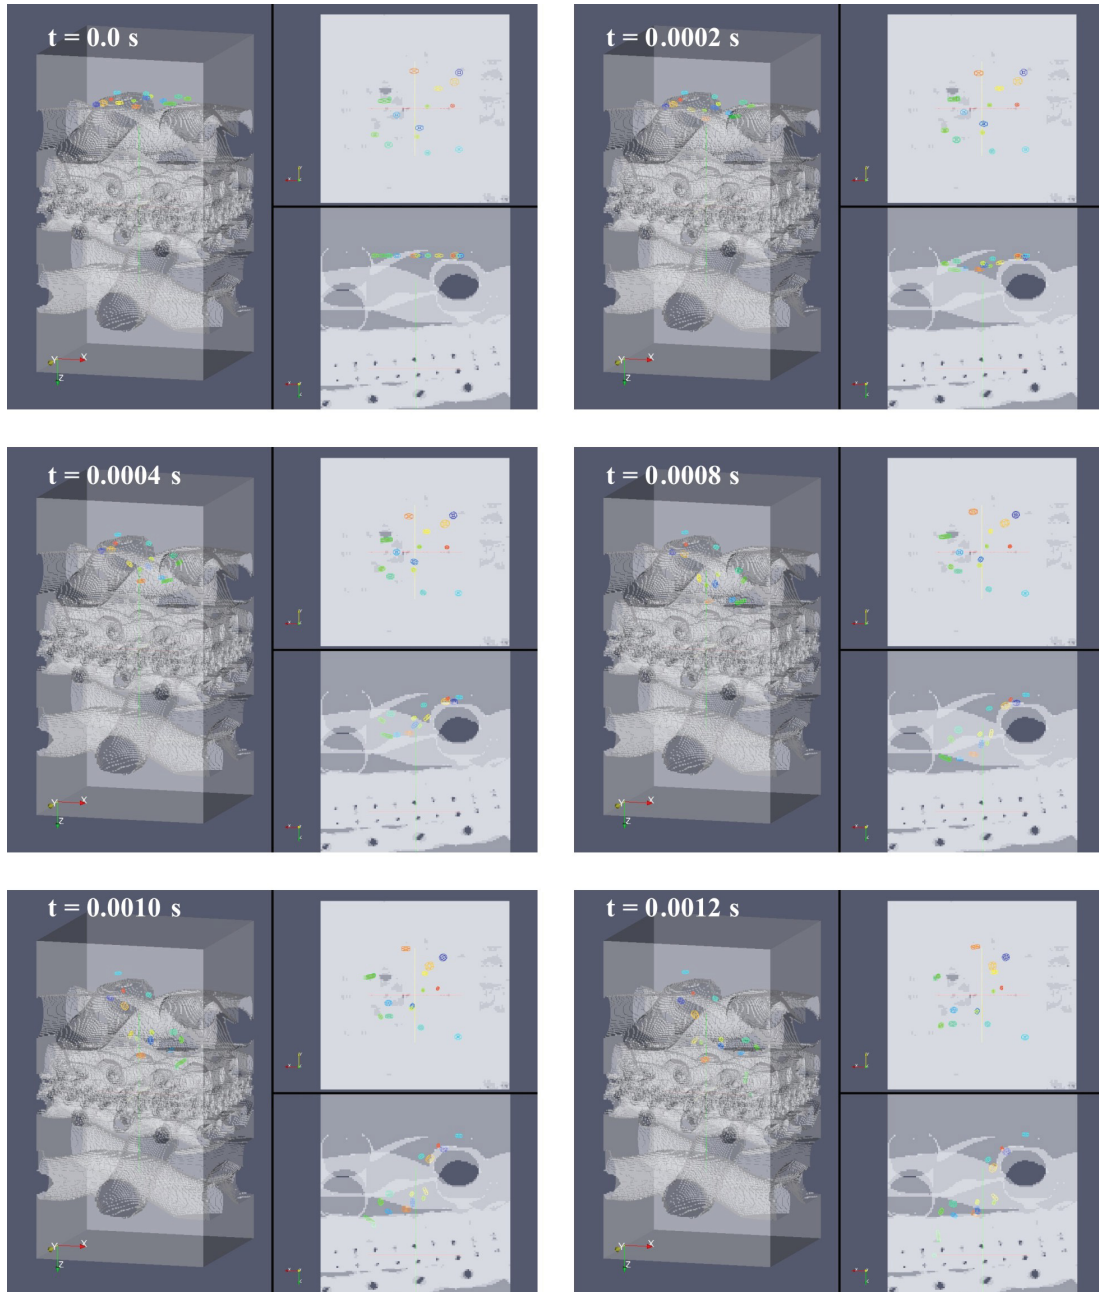 t = 0.0 s
t = 0.0002 s
Y X
Z
Y X
Z
t = 0.0004 s
t = 0.0008 s
Y X
Z
Y X
Z
t = 0.0010 s
t = 0.0012 s
Y X
Z
Y X
Z